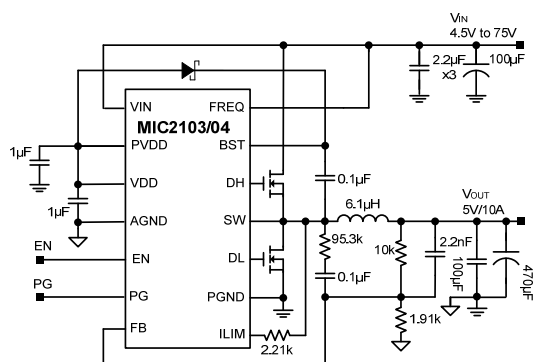 VIN
4.5V to 75V
2.2µF
x3
100µF
VIN
FREQ
MIC2103/04
1µF
PVDD
BST
0.1µF
VDD
DH
1µF
6.1µH
VOUT
5V/10A
AGND
SW
EN
EN
DL
95.3k
10k
2.2nF
100µF
470µF
0.1µF
PG
PG
PGND
FB
ILIM
2.21k
1.91k